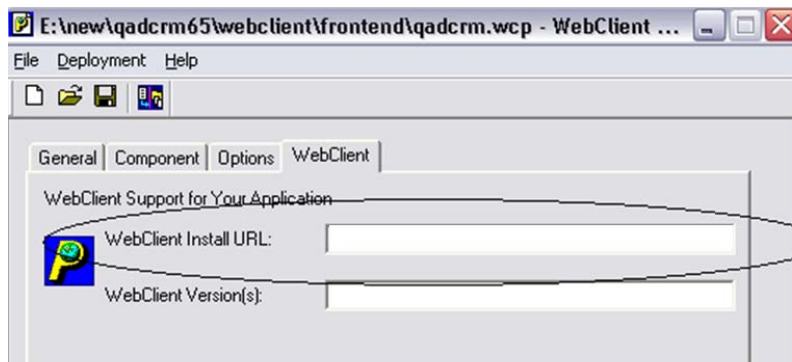 E:\new\qadcrm65\webclient\frontend\qadcrm.wcp - WebClient ...
File Deployment Help
General Component Options WebClient
WebClient Support for Your Application
WebClient Install URL:
WebClient Version(s):